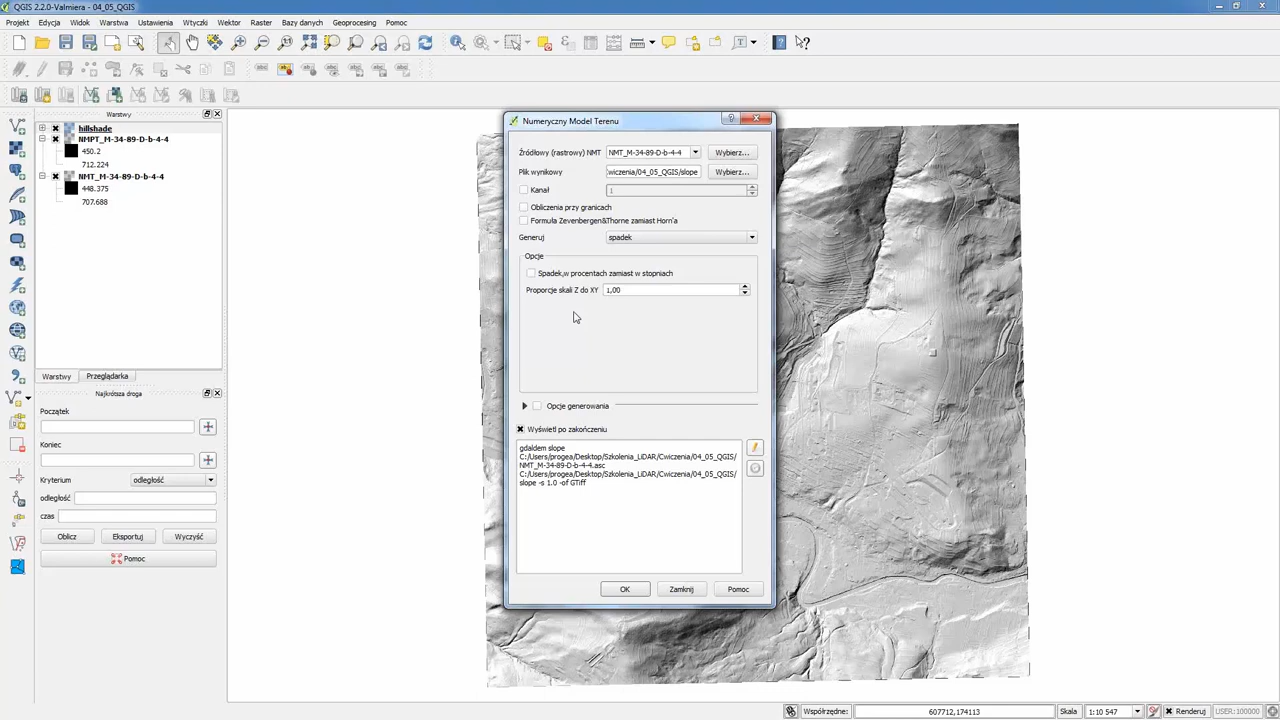 QGIS 2.2.0-Valmiera - 04_05_QGIS
Projekt Edycja Widok Warstwa Ustawienia Wtyczki Wektor Raster Bazy danych Geoprocesing Pomoc
Warstwy
hillshade
NMPT_M-34-89-D-b-4-4
450.2
712.224
NMT_M-34-89-D-b-4-4
448.375
707.688
Warstwy Przeglądarka
Najkrótsza droga
Początek
Koniec
Kryterium odległość
odległość
czas
Oblicz Eksportuj Wyczyść
Pomoc
Numeryczny Model Terenu
Źródłowy (rastrowy) NMT NMT_M-34-89-D-b-4-4 Wybierz...
Plik wynikowy wiczenia/04_05_QGIS/slope Wybierz...
Kanał 1
Obliczenia przy granicach
Formuła Zevenbergen&Thorne zamiast Horn'a
Generuj spadek
Opcje
Spadek,w procentach zamiast w stopniach
Proporcje skali Z do XY 1,00
Opcje generowania
Wyświetl po zakończeniu
gdaldem slope
C:/Users/progea/Desktop/Szkolenia_LiDAR/Cwiczenia/04_05_QGIS/
NMT_M-34-89-D-b-4-4.asc
C:/Users/progea/Desktop/Szkolenia_LiDAR/Cwiczenia/04_05_QGIS/
slope -s 1.0 -of GTiff
OK Zamknij Pomoc
Współrzędne: 607712,174113 Skala 1:10 547 Renderuj USER:100000